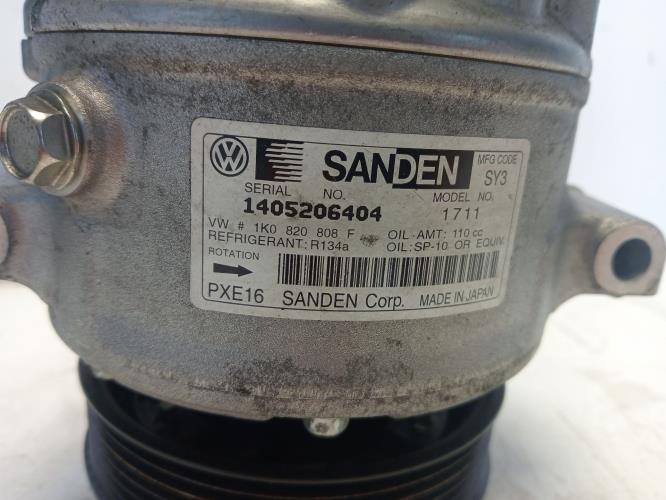 SANDEN
MFG CODE
SY3
SERIAL NO.
MODEL NO.
1405206404
1711
VW # 1K0 820 808 F
OIL AMT: 110 cc
REFRIGERANT: R134a
OIL: SP-10 OR EQUIV.
ROTATION
PXE16 SANDEN Corp. MADE IN JAPAN